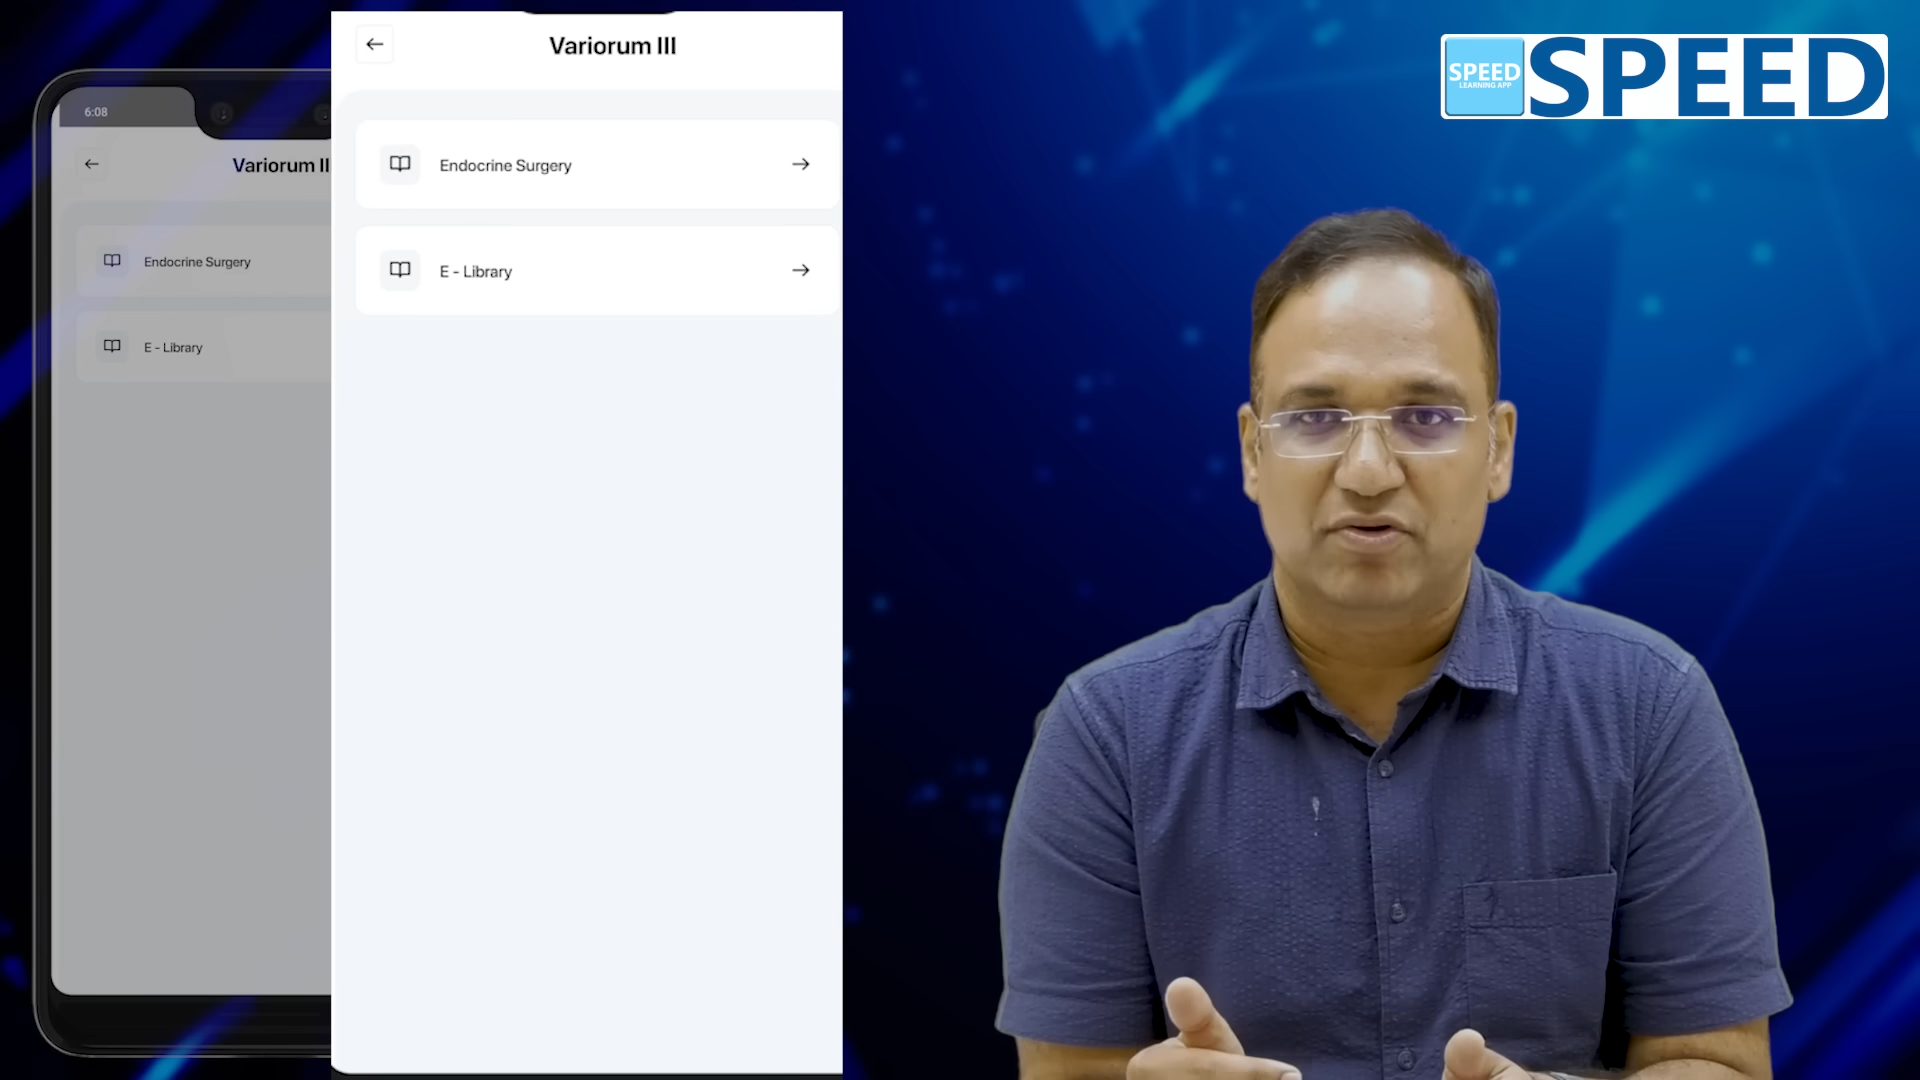 6:08
Variorum II
Endocrine Surgery
E - Library
Variorum III
Endocrine Surgery
E - Library
SPEED
LEARNING APP
SPEED